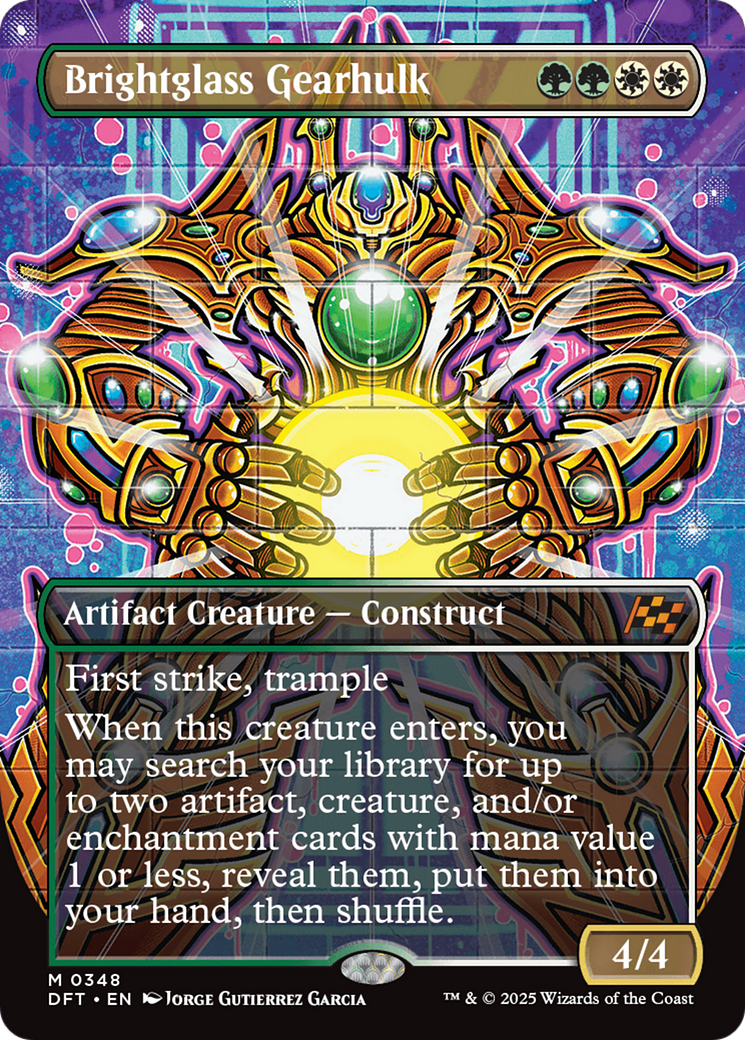 Brightglass Gearhulk
Artifact Creature — Construct
First strike, trample
When this creature enters, you
may search your library for up
to two artifact, creature, and/or
enchantment cards with mana value
1 or less, reveal them, put them into
your hand, then shuffle.
4/4
M 0348
DFT • EN Jorge Gutierrez Garcia
™ & © 2025 Wizards of the Coast